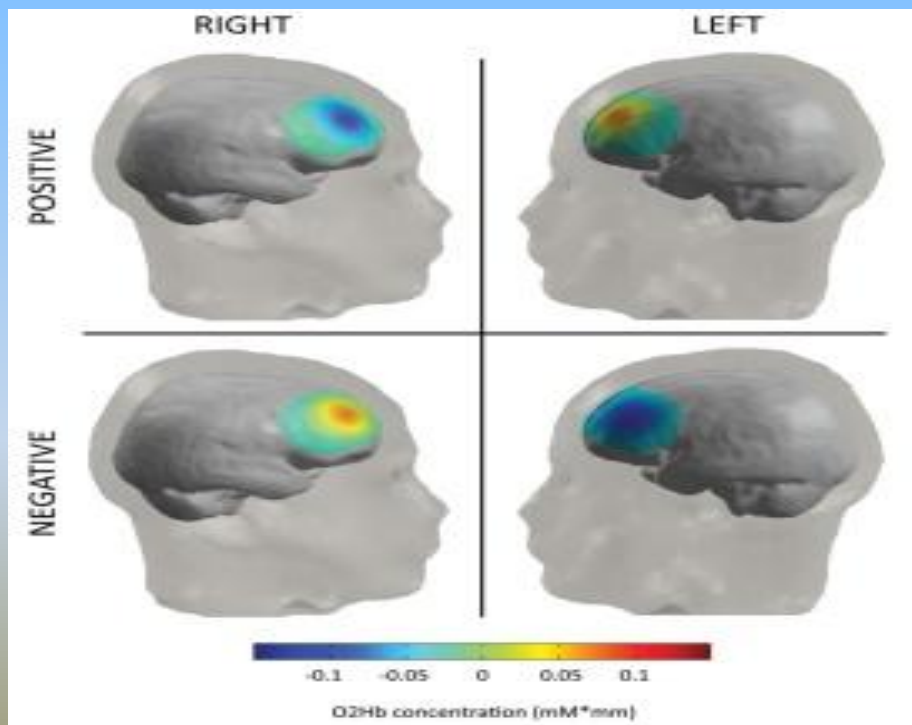 RIGHT
LEFT
POSITIVE
NEGATIVE
-0.1 -0.05 0 0.05 0.1
O2Hb concentration (mM*mm)